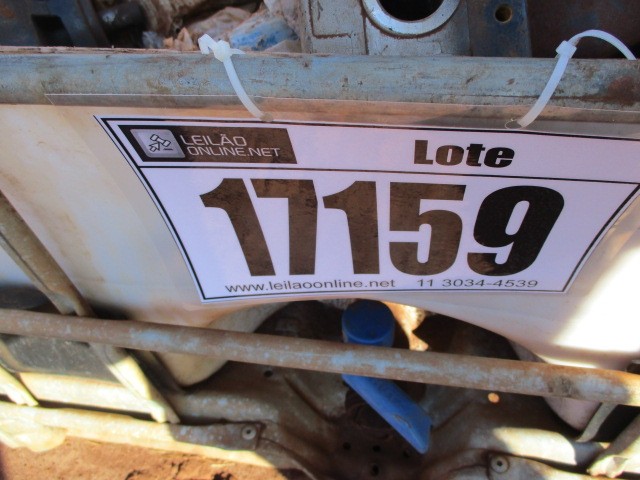 LEILÃO
ONLINE.NET
Lote
17159
www.leilaoonline.net 11 3034-4539